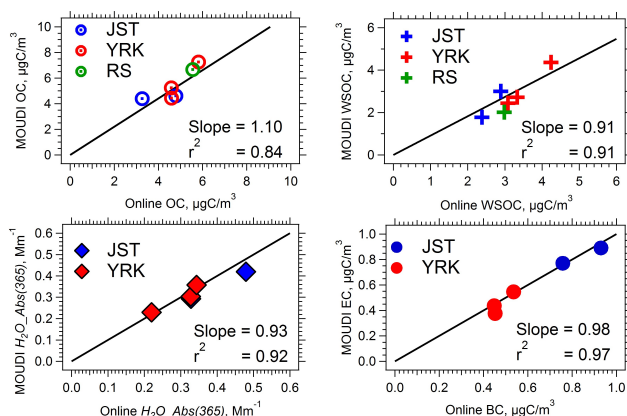 MOUDI OC, µgC/m³
10
8
6
4
2
0
JST
YRK
RS
Slope = 1.10
r² = 0.84
0 2 4 6 8 10
Online OC, µgC/m³
MOUDI WSOC, µgC/m³
6
4
2
0
JST
YRK
RS
Slope = 0.91
r² = 0.91
0 1 2 3 4 5 6
Online WSOC, µgC/m³
MOUDI H₂O_Abs(365), Mm⁻¹
0.6
0.5
0.4
0.3
0.2
0.1
0.0
JST
YRK
Slope = 0.93
r² = 0.92
0.0 0.1 0.2 0.3 0.4 0.5 0.6
Online H₂O_Abs(365), Mm⁻¹
MOUDI EC, µgC/m³
1.0
0.8
0.6
0.4
0.2
0.0
JST
YRK
Slope = 0.98
r² = 0.97
0.0 0.2 0.4 0.6 0.8 1.0
Online BC, µgC/m³